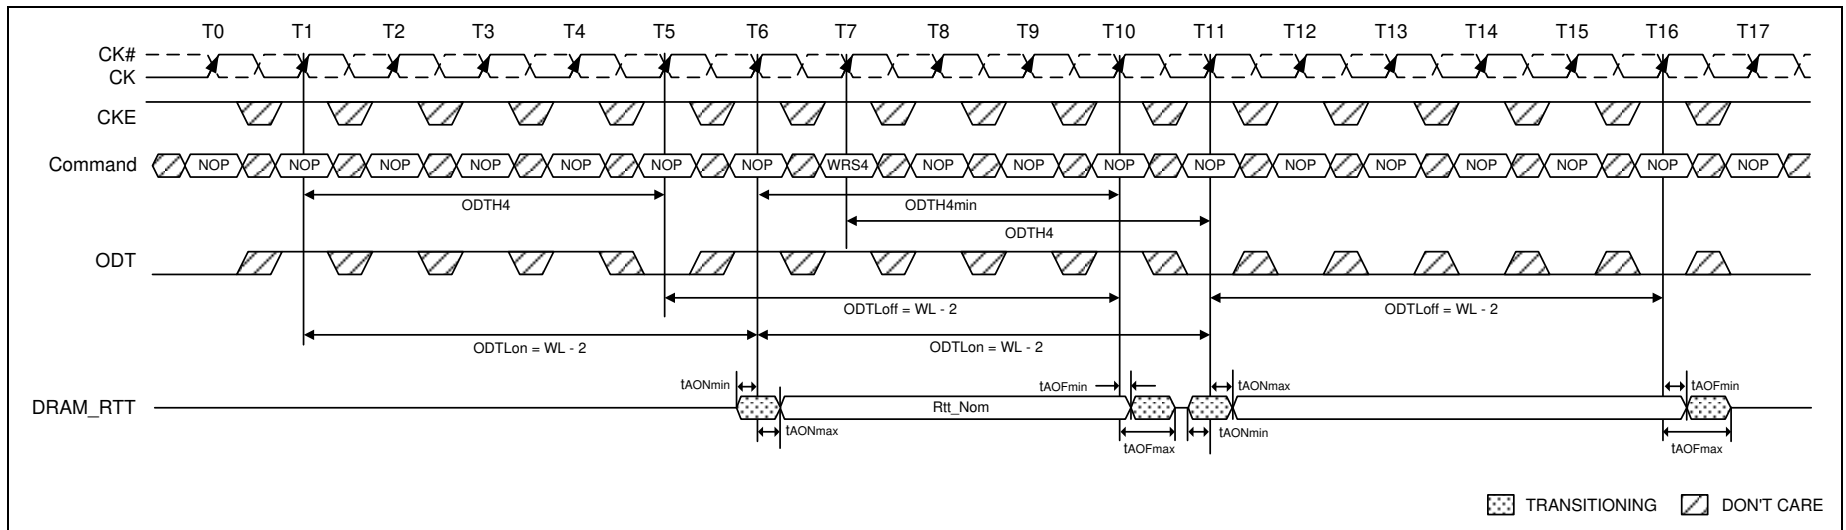 T0 T1 T2 T3 T4 T5 T6 T7 T8 T9 T10 T11 T12 T13 T14 T15 T16 T17
CK#
CK
CKE
Command NOP NOP NOP NOP NOP NOP NOP WRS4 NOP NOP NOP NOP NOP NOP NOP NOP NOP NOP
ODTH4 ODTH4min
ODTH4
ODT
ODTLoff = WL - 2 ODTLoff = WL - 2
ODTLon = WL - 2 ODTLon = WL - 2
tAONmin tAOFmin tAONmax tAOFmin
DRAM_RTT Rtt_Nom
tAONmax tAOFmax tAONmin tAOFmax
TRANSITIONING DON'T CARE